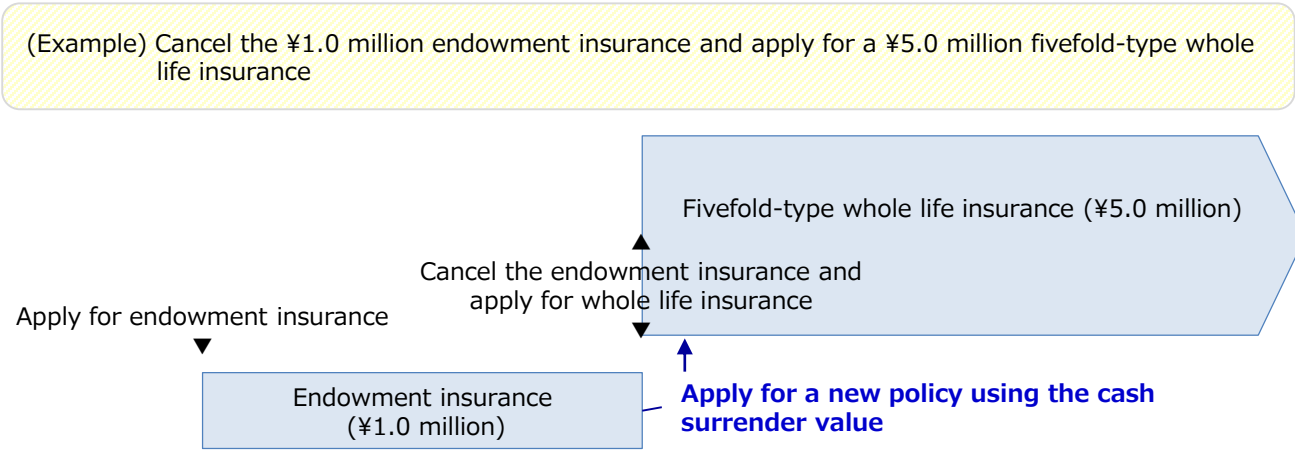 (Example) Cancel the ¥1.0 million endowment insurance and apply for a ¥5.0 million fivefold-type whole
life insurance
Fivefold-type whole life insurance (¥5.0 million)
Cancel the endowment insurance and
apply for whole life insurance
Apply for endowment insurance
Endowment insurance
(¥1.0 million)
Apply for a new policy using the cash
surrender value